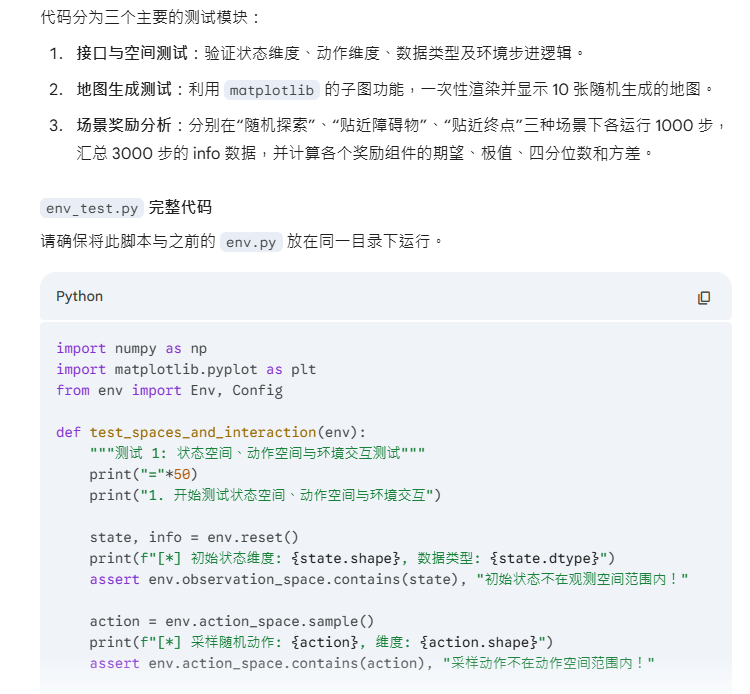 代码分为三个主要的测试模块：
1. 接口与空间测试：验证状态维度、动作维度、数据类型及环境步进逻辑。
2. 地图生成测试：利用 matplotlib 的子图功能，一次性渲染并显示 10 张随机生成的地图。
3. 场景奖励分析：分别在“随机探索”、“贴近障碍物”、“贴近终点”三种场景下各运行 1000 步，
汇总 3000 步的 info 数据，并计算各个奖励组件的期望、极值、四分位数和方差。
env_test.py 完整代码
请确保将此脚本与之前的 env.py 放在同一目录下运行。
Python
import numpy as np
import matplotlib.pyplot as plt
from env import Env, Config
def test_spaces_and_interaction(env):
"""测试 1: 状态空间、动作空间与环境交互测试"""
print("="*50)
print("1. 开始测试状态空间、动作空间与环境交互")
state, info = env.reset()
print(f"[*] 初始状态维度: {state.shape}, 数据类型: {state.dtype}")
assert env.observation_space.contains(state), "初始状态不在观测空间范围内！"
action = env.action_space.sample()
print(f"[*] 采样随机动作: {action}, 维度: {action.shape}")
assert env.action_space.contains(action), "采样动作不在动作空间范围内！"